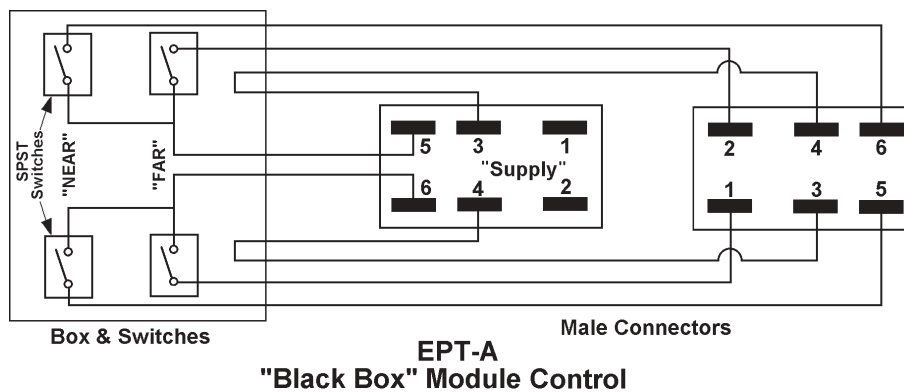 SPST
Switches
"NEAR"
"FAR"
5
3
1
"Supply"
6
4
2
2
4
6
1
3
5
Box & Switches
Male Connectors
EPT-A
"Black Box" Module Control